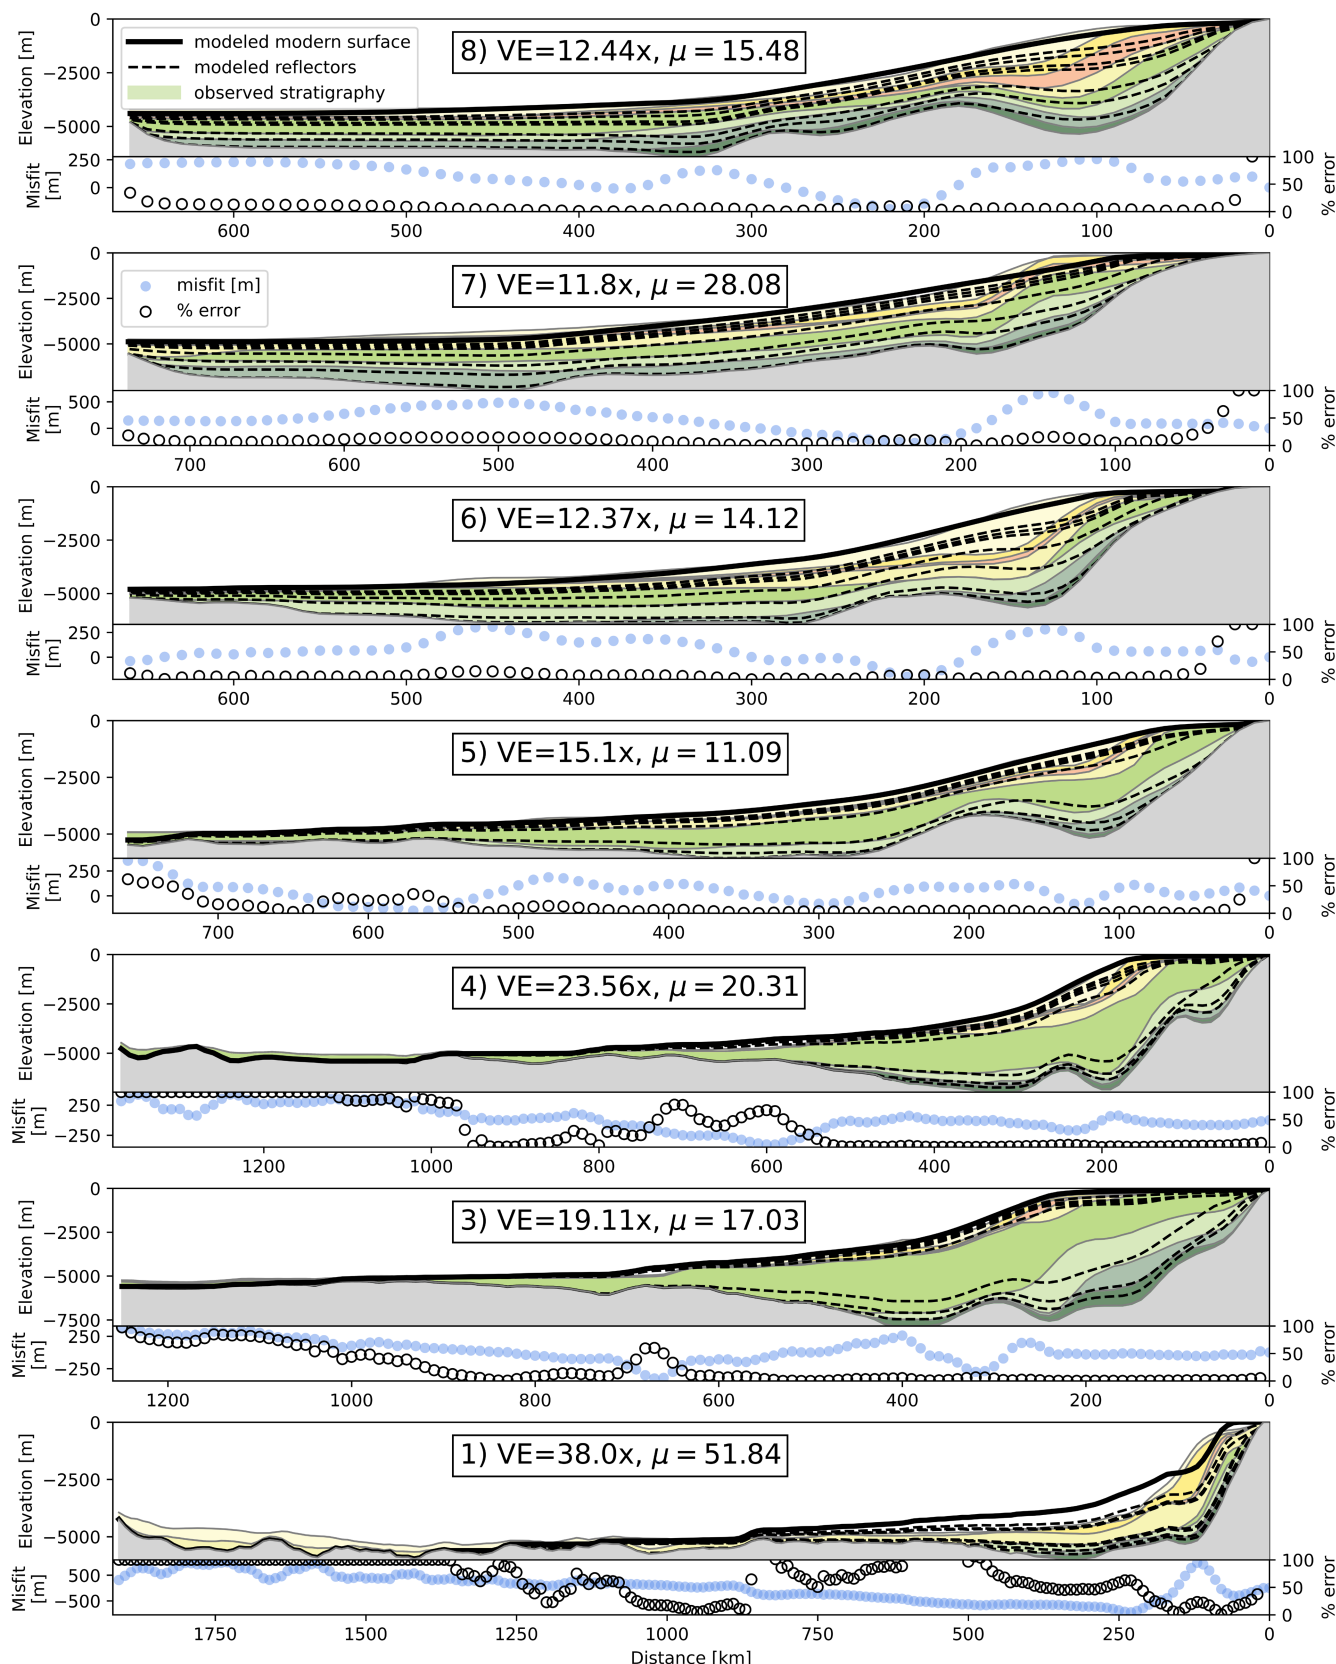 8) VE=12.44x, μ = 15.48
modeled modern surface
modeled reflectors
observed stratigraphy
Elevation [m]
0
−2500
−5000
Misfit [m]
250
0
100
50
0
% error
600 500 400 300 200 100 0
7) VE=11.8x, μ = 28.08
misfit [m]
% error
Elevation [m]
0
−2500
−5000
Misfit [m]
500
0
100
50
0
% error
700 600 500 400 300 200 100 0
6) VE=12.37x, μ = 14.12
Elevation [m]
0
−2500
−5000
Misfit [m]
250
0
100
50
0
% error
600 500 400 300 200 100 0
5) VE=15.1x, μ = 11.09
Elevation [m]
0
−2500
−5000
Misfit [m]
250
0
100
50
0
% error
700 600 500 400 300 200 100 0
4) VE=23.56x, μ = 20.31
Elevation [m]
0
−2500
−5000
Misfit [m]
250
−250
100
50
0
% error
1200 1000 800 600 400 200 0
3) VE=19.11x, μ = 17.03
Elevation [m]
0
−2500
−5000
−7500
Misfit [m]
250
−250
100
50
0
% error
1200 1000 800 600 400 200 0
1) VE=38.0x, μ = 51.84
Elevation [m]
0
−2500
−5000
Misfit [m]
500
−500
100
50
0
% error
1750 1500 1250 1000 750 500 250 0
Distance [km]